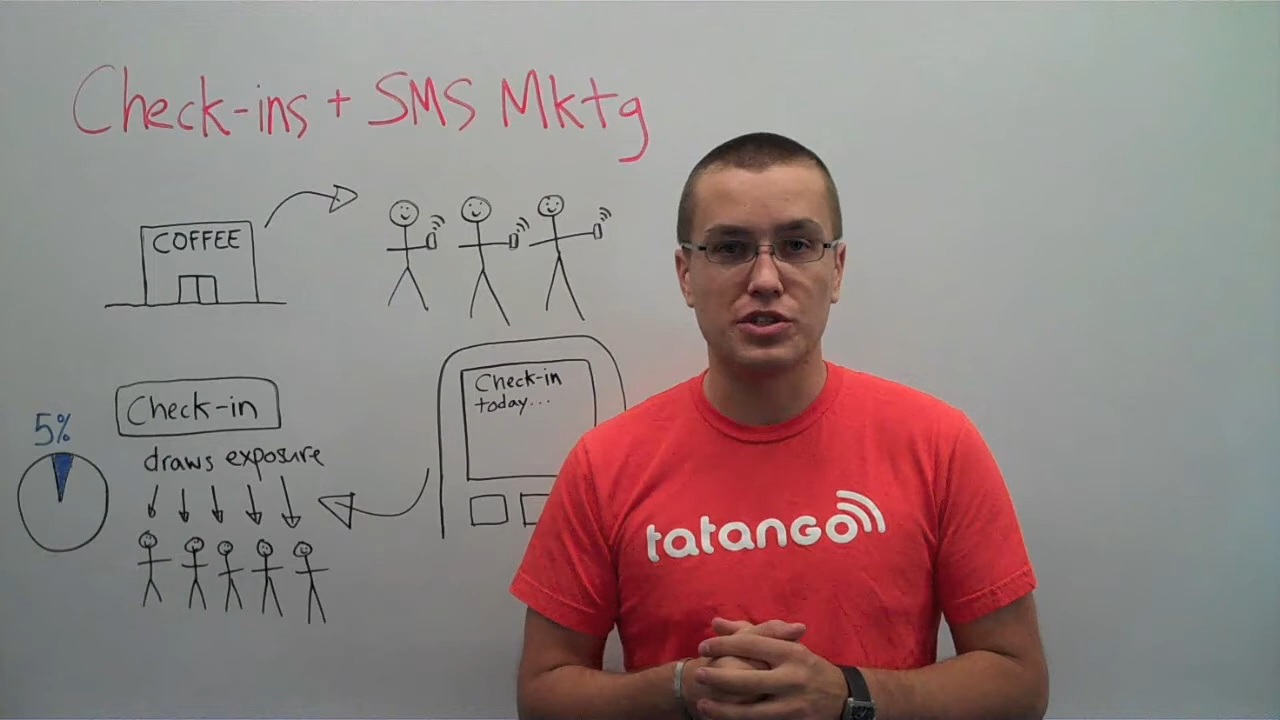 Check-ins + SMS Mktg
COFFEE
Check-in
today...
Check-in
5%
draws exposure
tatango